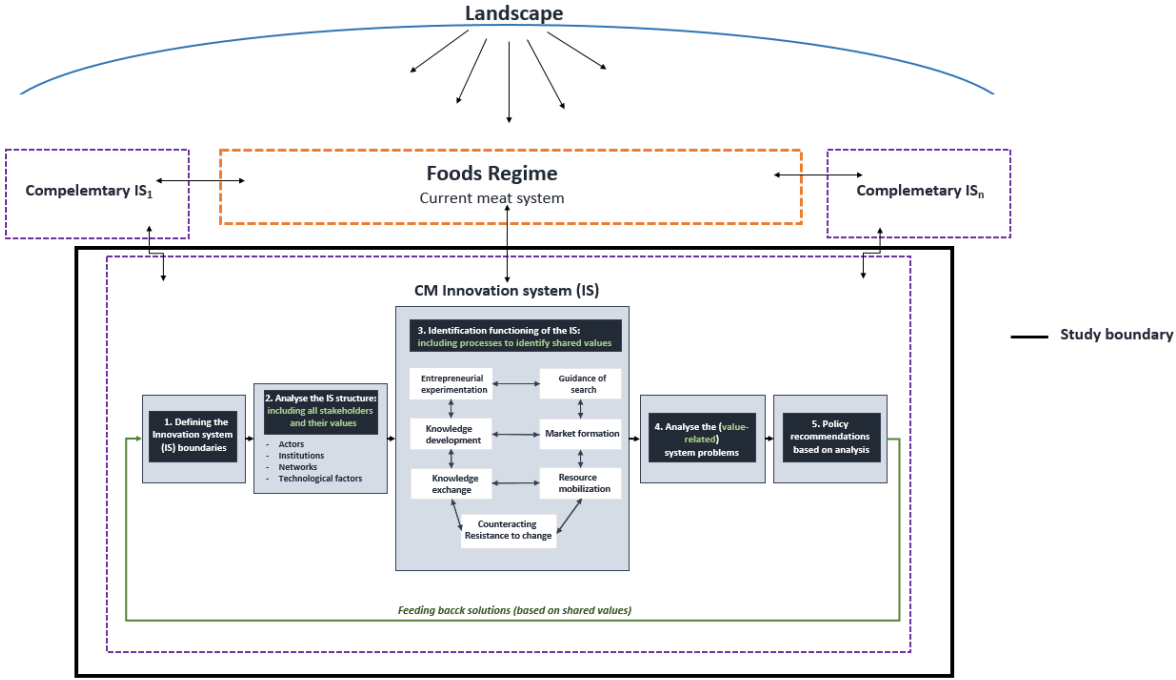 Landscape
Compelemtary IS1
Foods Regime
Current meat system
Complemetary ISn
CM Innovation system (IS)
Study boundary
1. Defining the
Innovation system
(IS) boundaries
2. Analyse the IS structure:
including all stakeholders
and their values
- Actors
- Institutions
- Networks
- Technological factors
3. Identification functioning of the IS:
including processes to identify shared values
Entrepreneurial
experimentation
Guidance of
search
Knowledge
development
Market formation
Knowledge
exchange
Resource
mobilization
Counteracting
Resistance to change
4. Analyse the (value-
related)
system problems
5. Policy
recommendations
based on analysis
Feeding bacck solutions (based on shared values)